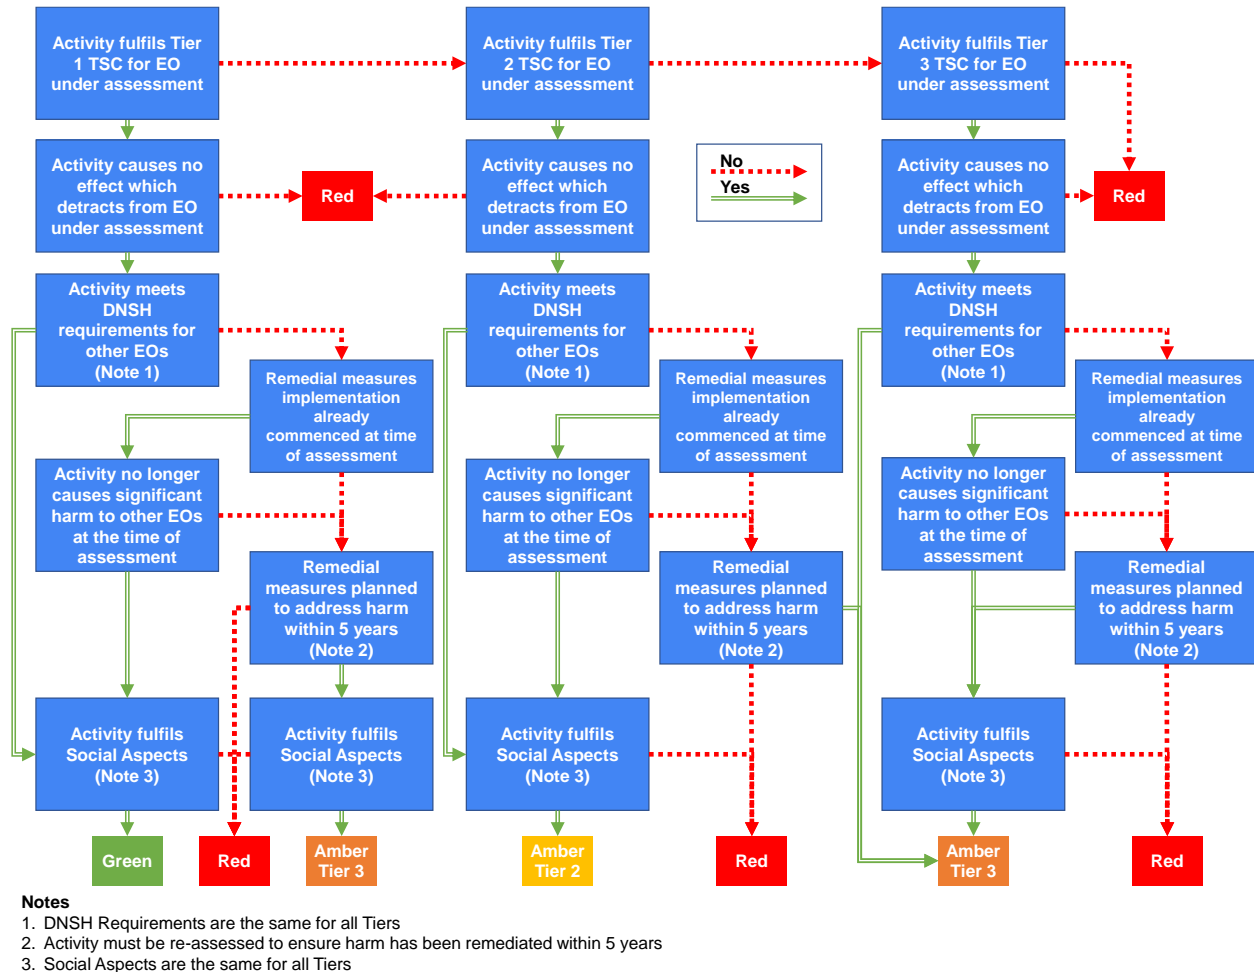 Activity fulfils Tier
1 TSC for EO
under assessment
Activity fulfils Tier
2 TSC for EO
under assessment
Activity fulfils Tier
3 TSC for EO
under assessment
Activity causes no
effect which
detracts from EO
under assessment
Red
Activity causes no
effect which
detracts from EO
under assessment
No
Yes
Activity causes no
effect which
detracts from EO
under assessment
Red
Activity meets
DNSH
requirements for
other EOs
(Note 1)
Activity meets
DNSH
requirements for
other EOs
(Note 1)
Activity meets
DNSH
requirements for
other EOs
(Note 1)
Remedial measures
implementation
already
commenced at time
of assessment
Remedial measures
implementation
already
commenced at time
of assessment
Remedial measures
implementation
already
commenced at time
of assessment
Activity no longer
causes significant
harm to other EOs
at the time of
assessment
Activity no longer
causes significant
harm to other EOs
at the time of
assessment
Activity no longer
causes significant
harm to other EOs
at the time of
assessment
Remedial
measures planned
to address harm
within 5 years
(Note 2)
Remedial
measures planned
to address harm
within 5 years
(Note 2)
Remedial
measures planned
to address harm
within 5 years
(Note 2)
Activity fulfils
Social Aspects
(Note 3)
Activity fulfils
Social Aspects
(Note 3)
Activity fulfils
Social Aspects
(Note 3)
Activity fulfils
Social Aspects
(Note 3)
Green
Red
Amber
Tier 3
Amber
Tier 2
Red
Amber
Tier 3
Red
Notes
1. DNSH Requirements are the same for all Tiers
2. Activity must be re-assessed to ensure harm has been remediated within 5 years
3. Social Aspects are the same for all Tiers